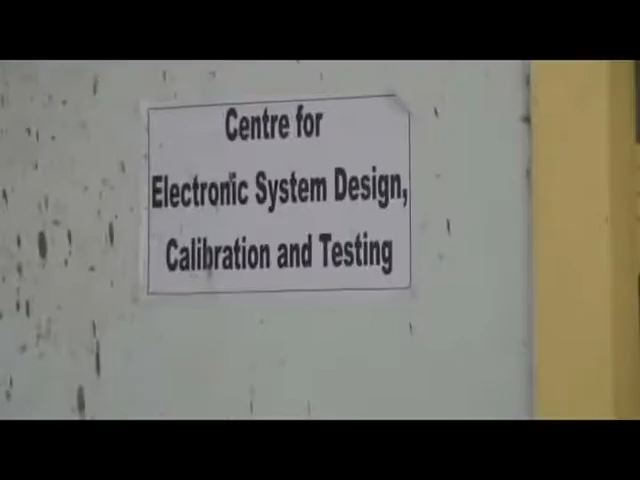 Centre for
Electronic System Design,
Calibration and Testing